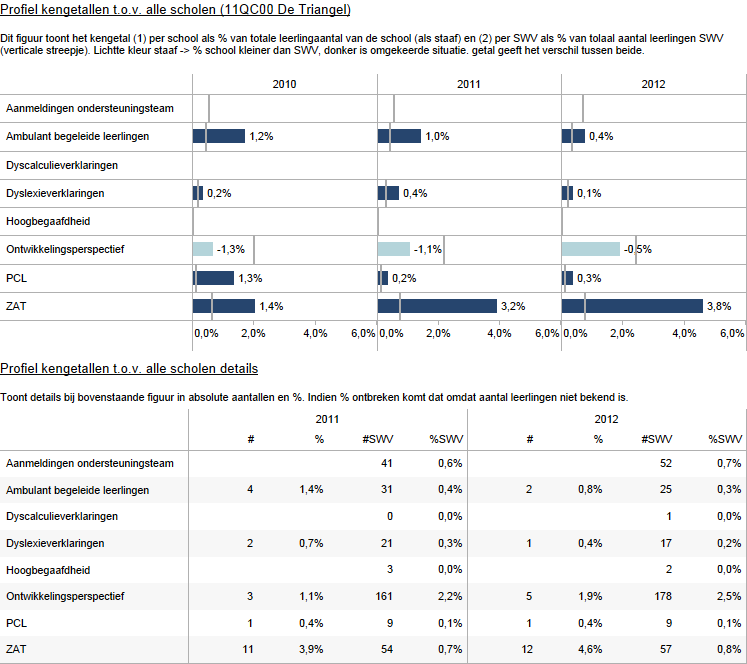 Profiel kengetallen t.o.v. alle scholen (11QC00 De Triangel)
Dit figuur toont het kengetal (1) per school als % van totale leerlingaantal van de school (als staaf) en (2) per SWV als % van tolaal aantal leerlingen SWV
(verticale streepje). Lichtte kleur staaf -> % school kleiner dan SWV, donker is omgekeerde situatie. getal geeft het verschil tussen beide.
2010 2011 2012
Aanmeldingen ondersteuningsteam
Ambulant begeleide leerlingen 1,2% 1,0% 0,4%
Dyscalculieverklaringen
Dyslexieverklaringen 0,2% 0,4% 0,1%
Hoogbegaafdheid
Ontwikkelingsperspectief -1,3% -1,1% -0,5%
PCL 1,3% 0,2% 0,3%
ZAT 1,4% 3,2% 3,8%
0,0% 2,0% 4,0% 6,0% 0,0% 2,0% 4,0% 6,0% 0,0% 2,0% 4,0% 6,0%
Profiel kengetallen t.o.v. alle scholen details
Toont details bij bovenstaande figuur in absolute aantallen en %. Indien % ontbreken komt dat omdat aantal leerlingen niet bekend is.
2011 2012
# % #SWV %SWV # % #SWV %SWV
Aanmeldingen ondersteuningsteam 41 0,6% 52 0,7%
Ambulant begeleide leerlingen 4 1,4% 31 0,4% 2 0,8% 25 0,3%
Dyscalculieverklaringen 0 0,0% 1 0,0%
Dyslexieverklaringen 2 0,7% 21 0,3% 1 0,4% 17 0,2%
Hoogbegaafdheid 3 0,0% 2 0,0%
Ontwikkelingsperspectief 3 1,1% 161 2,2% 5 1,9% 178 2,5%
PCL 1 0,4% 9 0,1% 1 0,4% 9 0,1%
ZAT 11 3,9% 54 0,7% 12 4,6% 57 0,8%